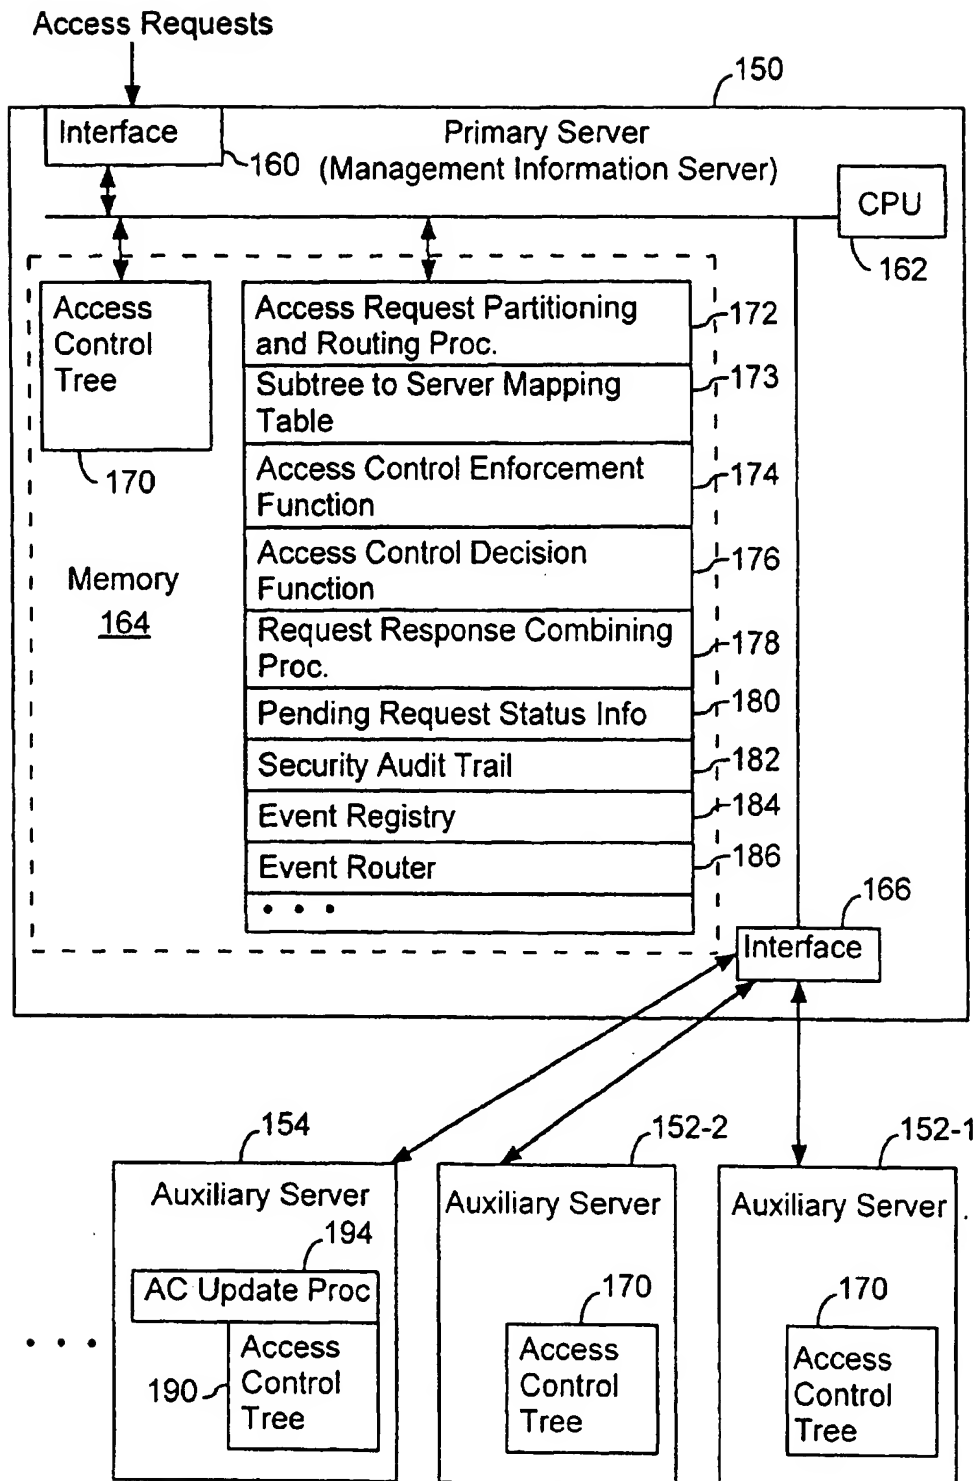 Access Requests
150
Interface
160
Primary Server
(Management Information Server)
CPU
162
Access
Control
Tree
170
Memory
164
Access Request Partitioning
and Routing Proc.
172
Subtree to Server Mapping
Table
173
Access Control Enforcement
Function
174
Access Control Decision
Function
176
Request Response Combining
Proc.
178
Pending Request Status Info
180
Security Audit Trail
182
Event Registry
184
Event Router
186
• • •
166
Interface
154
Auxiliary Server
194
AC Update Proc
190
Access
Control
Tree
• • •
152-2
Auxiliary Server
170
Access
Control
Tree
152-1
Auxiliary Server
170
Access
Control
Tree